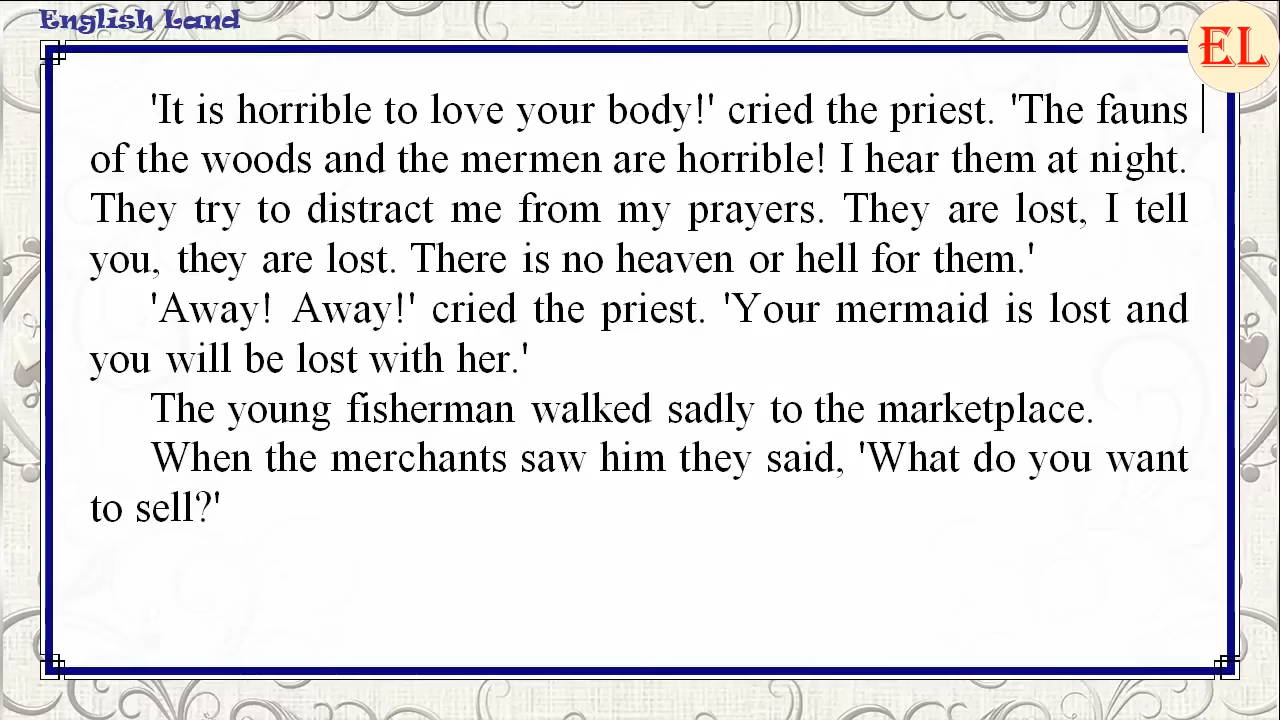 English Land
EL
'It is horrible to love your body!' cried the priest. 'The fauns
of the woods and the mermen are horrible! I hear them at night.
They try to distract me from my prayers. They are lost, I tell
you, they are lost. There is no heaven or hell for them.'
'Away! Away!' cried the priest. 'Your mermaid is lost and
you will be lost with her.'
The young fisherman walked sadly to the marketplace.
When the merchants saw him they said, 'What do you want
to sell?'